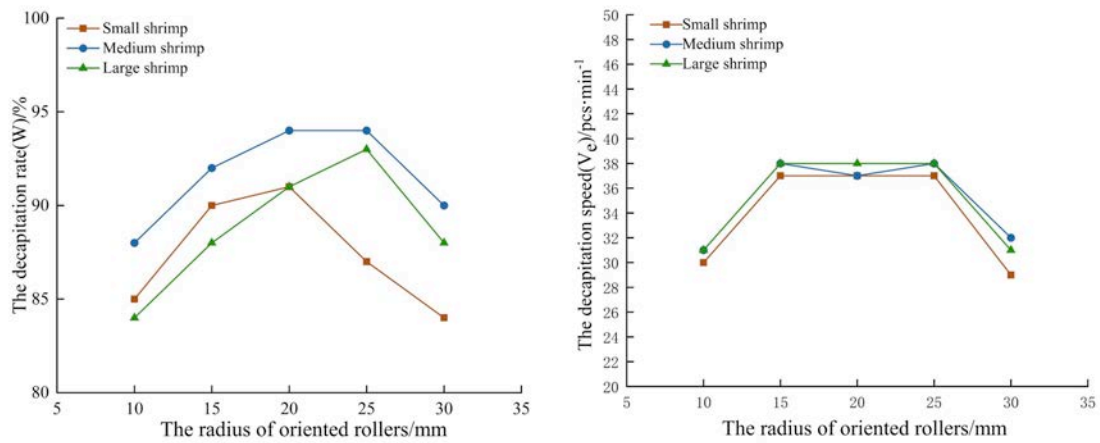 100
95
90
85
80
The decapitation rate(W)/%
Small shrimp
Medium shrimp
Large shrimp
5 10 15 20 25 30 35
The radius of oriented rollers/mm
50
48
46
44
42
40
38
36
34
32
30
28
26
24
22
20
The decapitation speed(Ve)/pcs·min-1
Small shrimp
Medium shrimp
Large shrimp
5 10 15 20 25 30 35
The radius of oriented rollers/mm